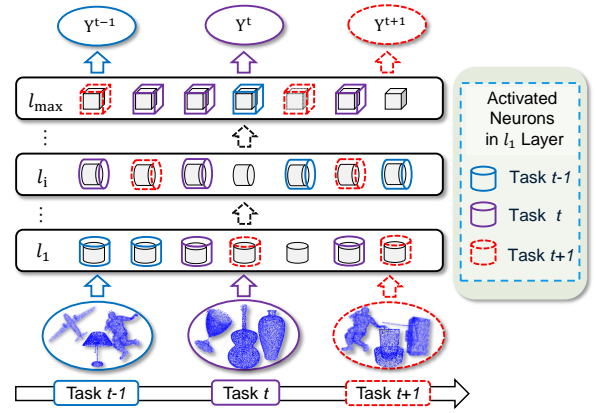 Y^{t−1} Y^t Y^{t+1}
l_max
⋮
l_i
⋮
l_1
Task t-1 Task t Task t+1
Activated
Neurons
in l_1 Layer
Task t-1
Task t
Task t+1